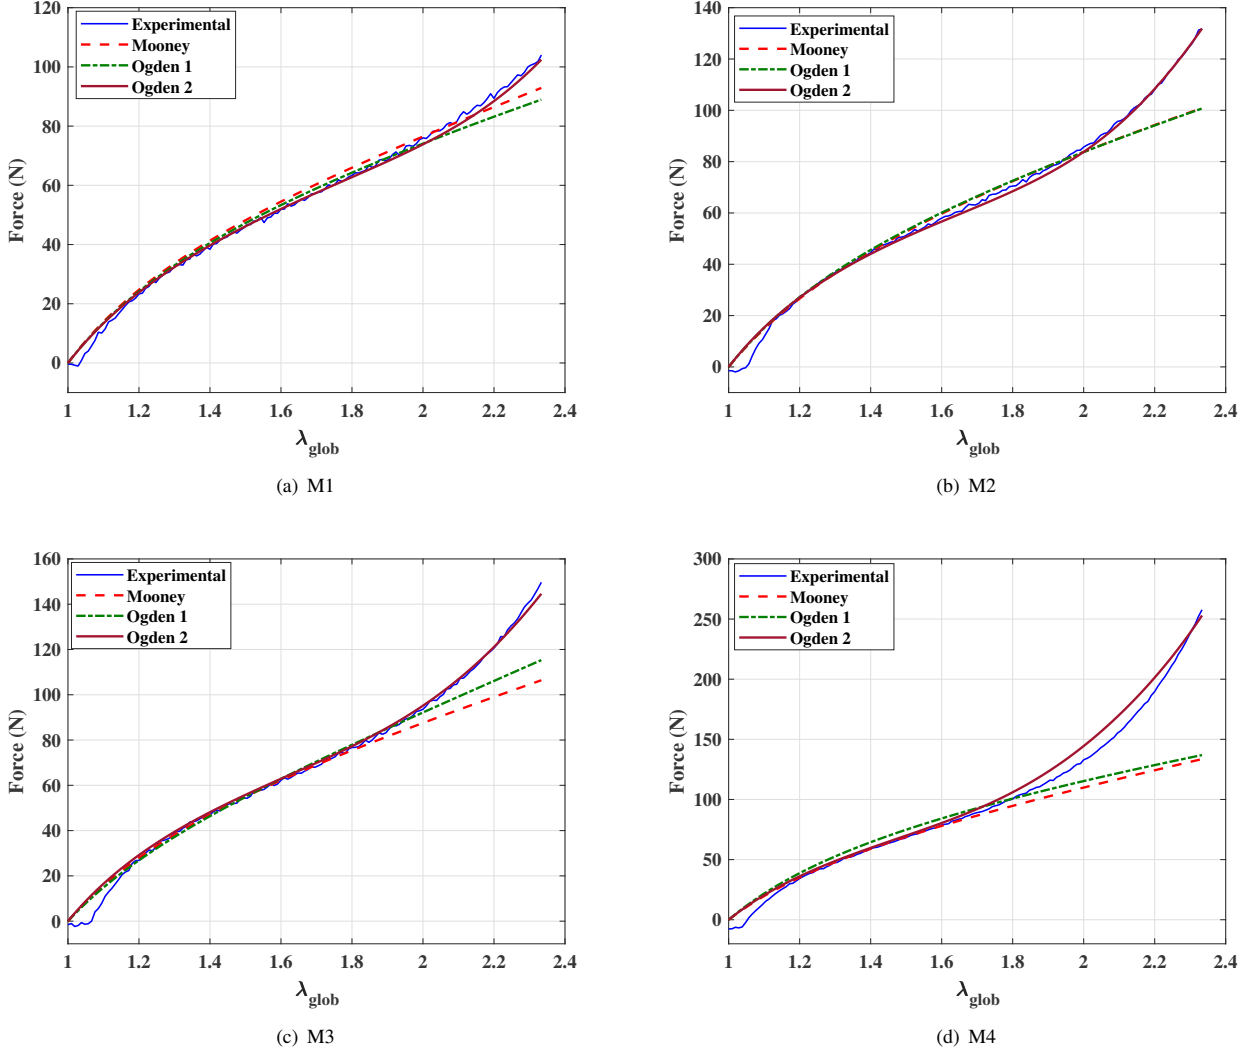 120
100
80
60
40
20
0
Force (N)
Experimental
Mooney
Ogden 1
Ogden 2
1 1.2 1.4 1.6 1.8 2 2.2 2.4
λglob
(a) M1
140
120
100
80
60
40
20
0
Force (N)
Experimental
Mooney
Ogden 1
Ogden 2
1 1.2 1.4 1.6 1.8 2 2.2 2.4
λglob
(b) M2
160
140
120
100
80
60
40
20
0
Force (N)
Experimental
Mooney
Ogden 1
Ogden 2
1 1.2 1.4 1.6 1.8 2 2.2 2.4
λglob
(c) M3
300
250
200
150
100
50
0
Force (N)
Experimental
Mooney
Ogden 1
Ogden 2
1 1.2 1.4 1.6 1.8 2 2.2 2.4
λglob
(d) M4